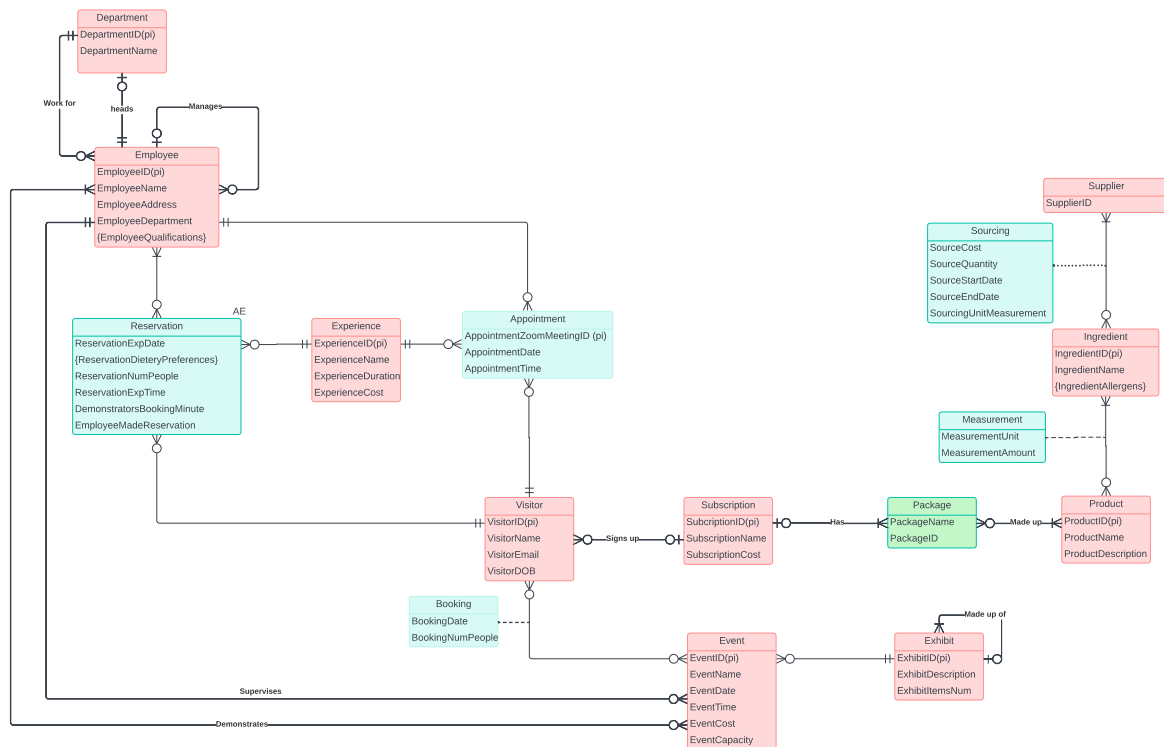 Department
DepartmentID(pi)
DepartmentName
Work for
heads
Manages
Employee
EmployeeID(pi)
EmployeeName
EmployeeAddress
EmployeeDepartment
{EmployeeQualifications}
Supplier
SupplierID
Sourcing
SourceCost
SourceQuantity
SourceStartDate
SourceEndDate
SourcingUnitMeasurement
AE
Reservation
ReservationExpDate
{ReservationDieteryPreferences}
ReservationNumPeople
ReservationExpTime
DemonstratorsBookingMinute
EmployeeMadeReservation
Experience
ExperienceID(pi)
ExperienceName
ExperienceDuration
ExperienceCost
Appointment
AppointmentZoomMeetingID (pi)
AppointmentDate
AppointmentTime
Ingredient
IngredientID(pi)
IngredientName
{IngredientAllergens}
Measurement
MeasurementUnit
MeasurementAmount
Visitor
VisitorID(pi)
VisitorName
VisitorEmail
VisitorDOB
Signs up
Subscription
SubcriptionID(pi)
SubscriptionName
SubscriptionCost
Has
Package
PackageName
PackageID
Made up
Product
ProductID(pi)
ProductName
ProductDescription
Booking
BookingDate
BookingNumPeople
Event
EventID(pi)
EventName
EventDate
EventTime
EventCost
EventCapacity
Made up of
Exhibit
ExhibitID(pi)
ExhibitDescription
ExhibitItemsNum
Supervises
Demonstrates